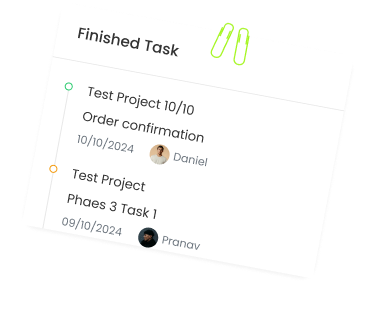 Finished Task
Test Project 10/10
Order confirmation
10/10/2024 Daniel
Test Project
Phaes 3 Task 1
09/10/2024 Pranav